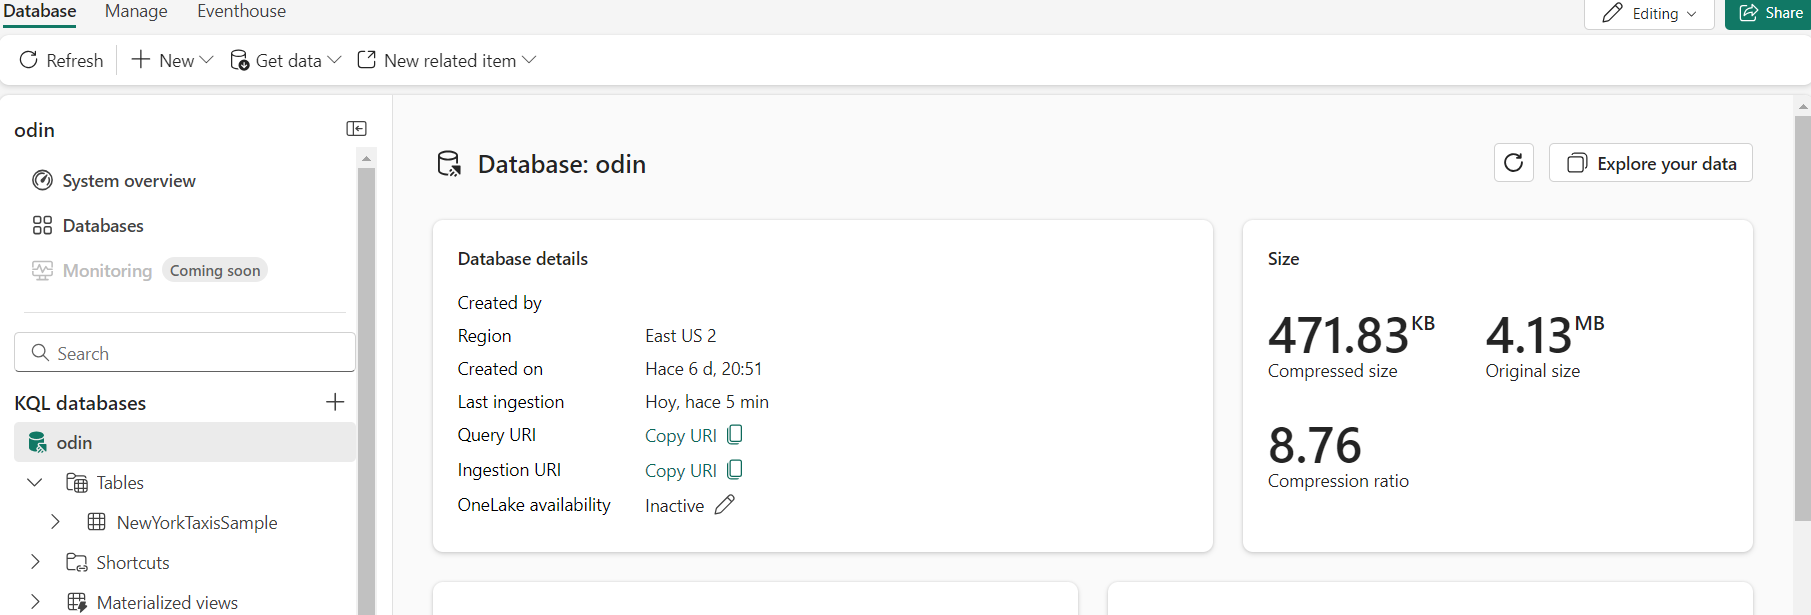 Database Manage Eventhouse
Editing Share
Refresh New Get data New related item
odin
System overview
Databases
Monitoring Coming soon
Search
KQL databases
odin
Tables
NewYorkTaxisSample
Shortcuts
Materialized views
Database: odin
Explore your data
Database details
Created by
Region East US 2
Created on Hace 6 d, 20:51
Last ingestion Hoy, hace 5 min
Query URI Copy URI
Ingestion URI Copy URI
OneLake availability Inactive
Size
471.83 KB 4.13 MB
Compressed size Original size
8.76
Compression ratio